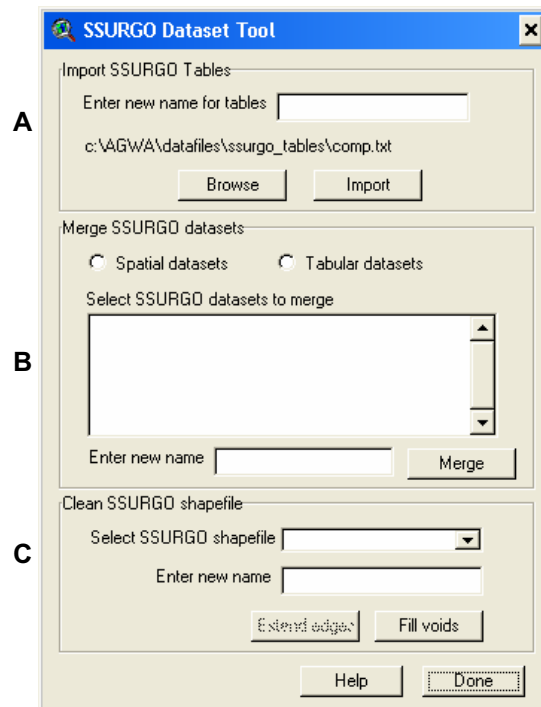 SSURGO Dataset Tool
Import SSURGO Tables
A
Enter new name for tables
c:\AGWA\datafiles\ssurgo_tables\comp.txt
Browse Import
Merge SSURGO datasets
Spatial datasets Tabular datasets
Select SSURGO datasets to merge
B
Enter new name Merge
Clean SSURGO shapefile
C
Select SSURGO shapefile
Enter new name
Extend edges Fill voids
Help Done